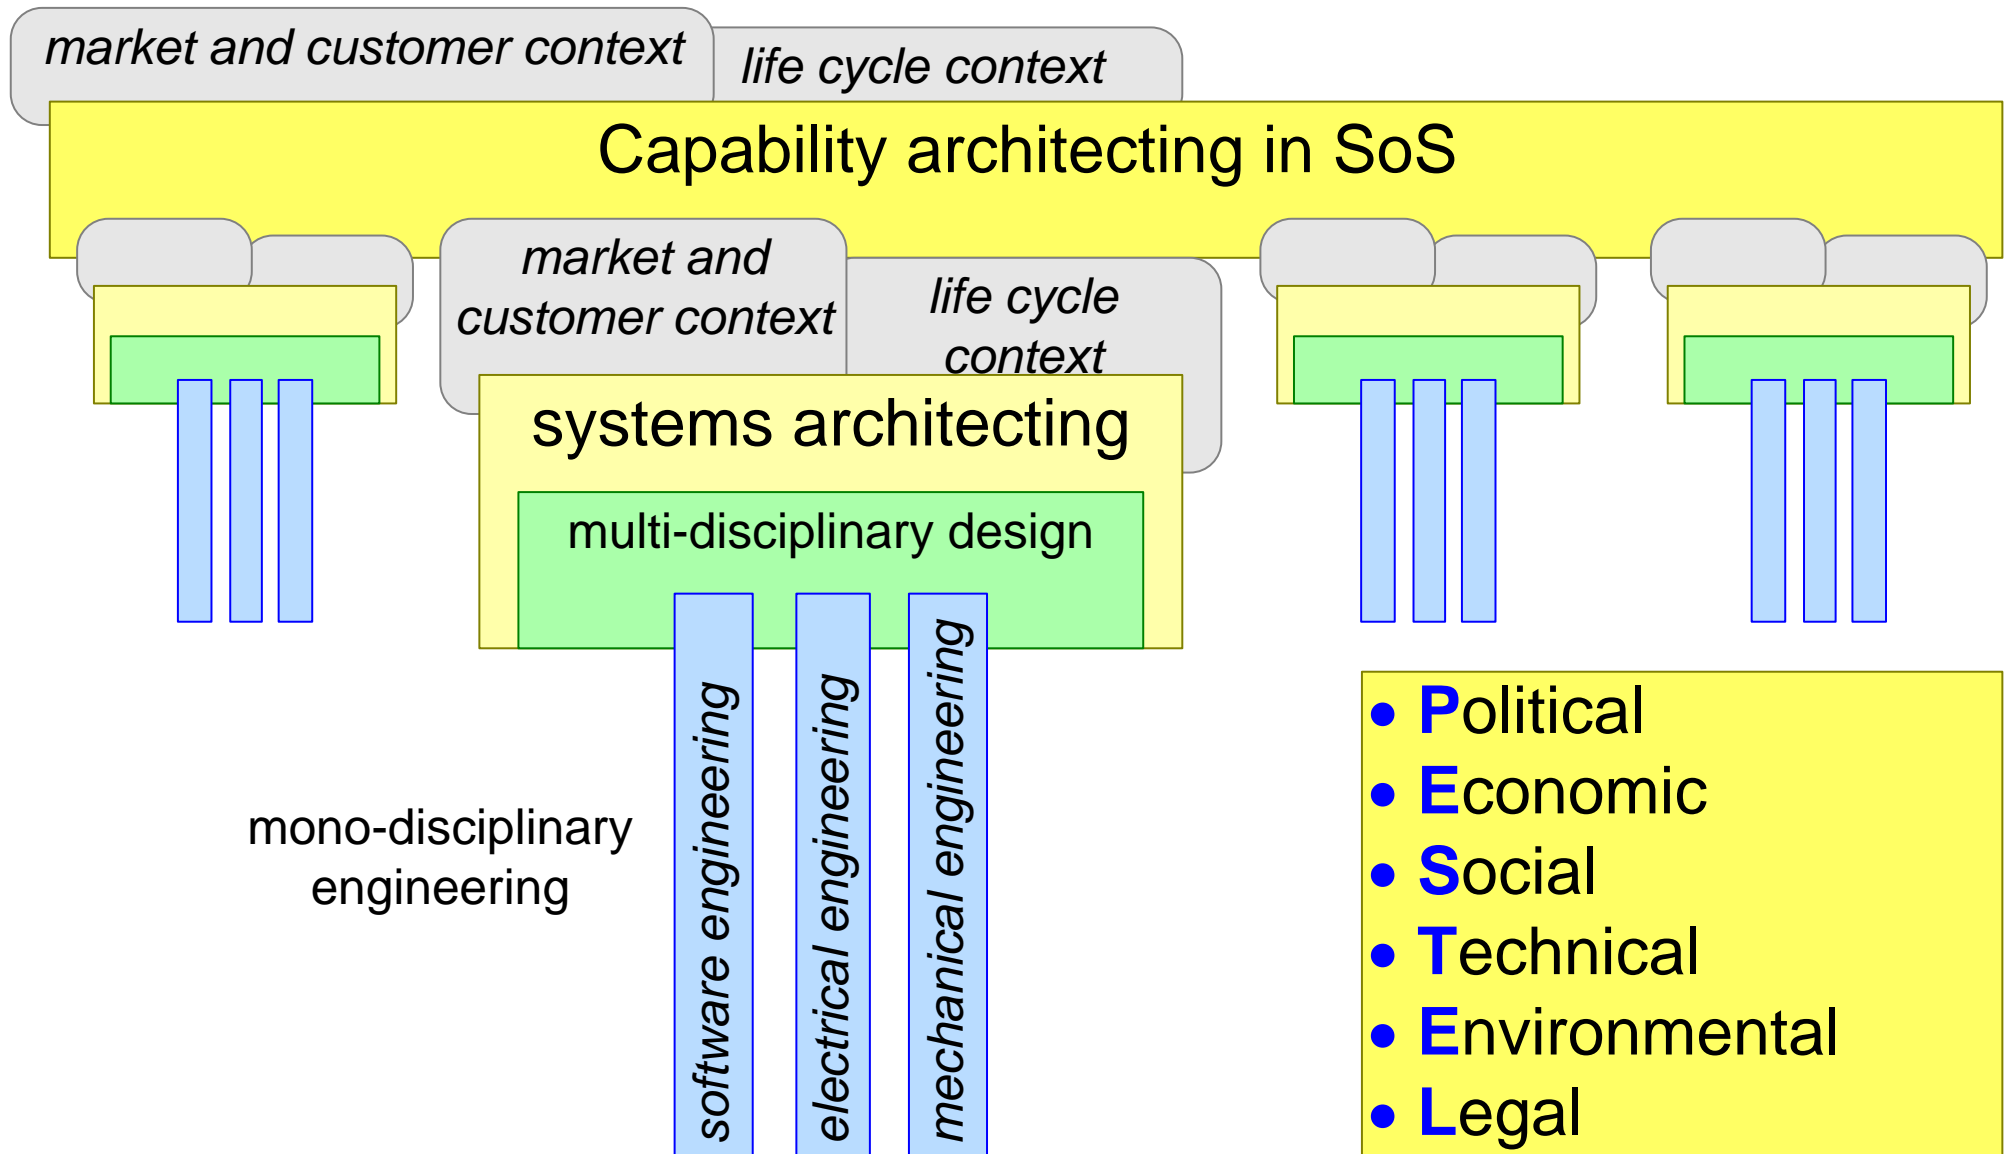 market and customer context
life cycle context
Capability architecting in SoS
market and
customer context
life cycle
context
systems architecting
multi-disciplinary design
software engineering
electrical engineering
mechanical engineering
mono-disciplinary
engineering
• Political
• Economic
• Social
• Technical
• Environmental
• Legal